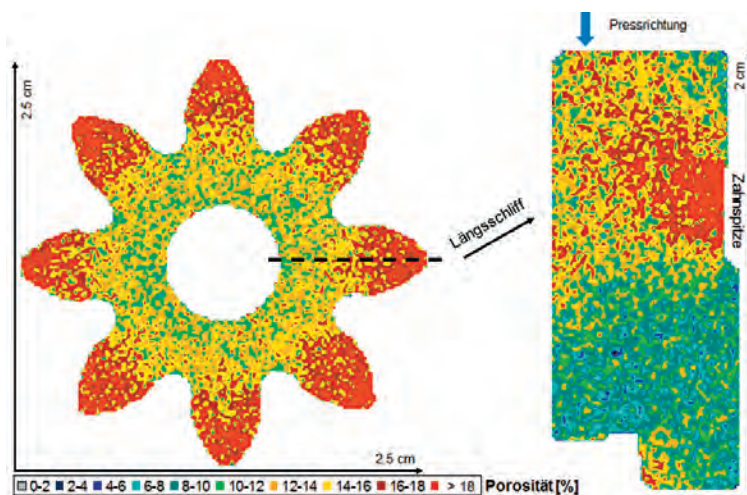 Pressrichtung
2.5 cm
2 cm
Zahnspitze
Längsschliff
2.5 cm
0-2 2-4 4-6 6-8 8-10 10-12 12-14 14-16 16-18 > 18 Porosität [%]